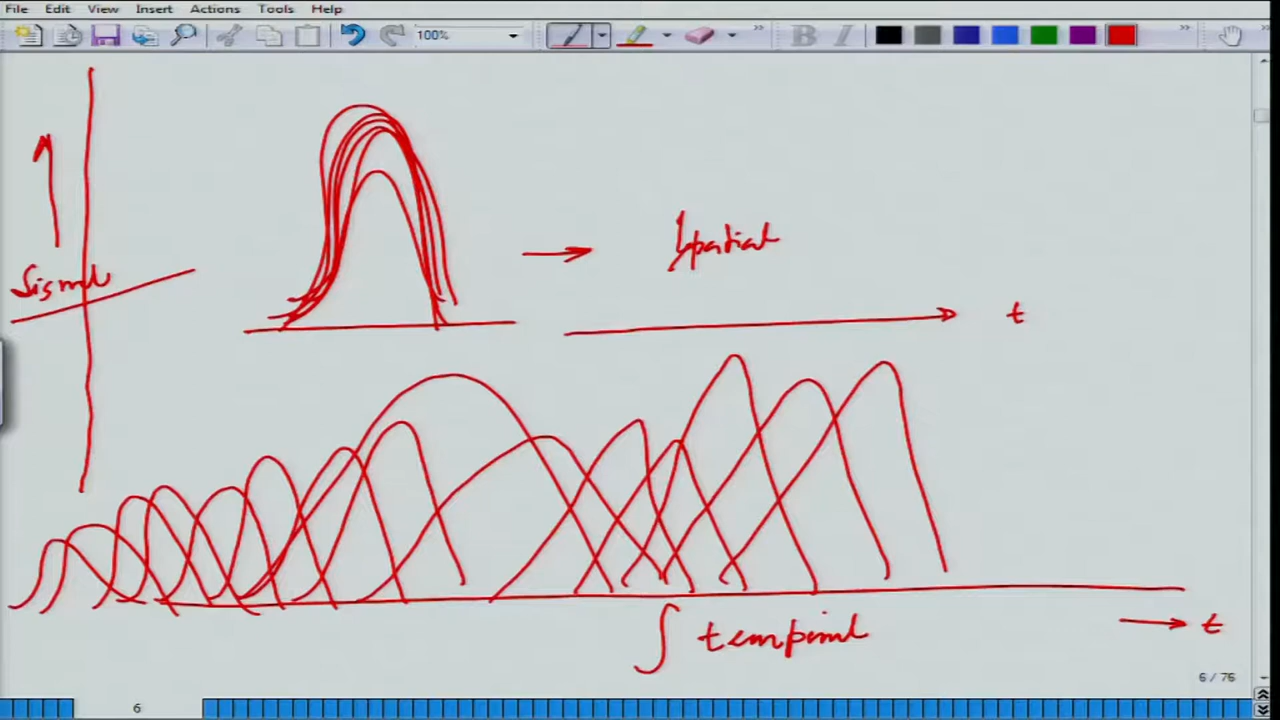 File Edit View Insert Actions Tools Help
100%
B I
Spatial
Signal
t
∫ temporal
t
6 / 76
6